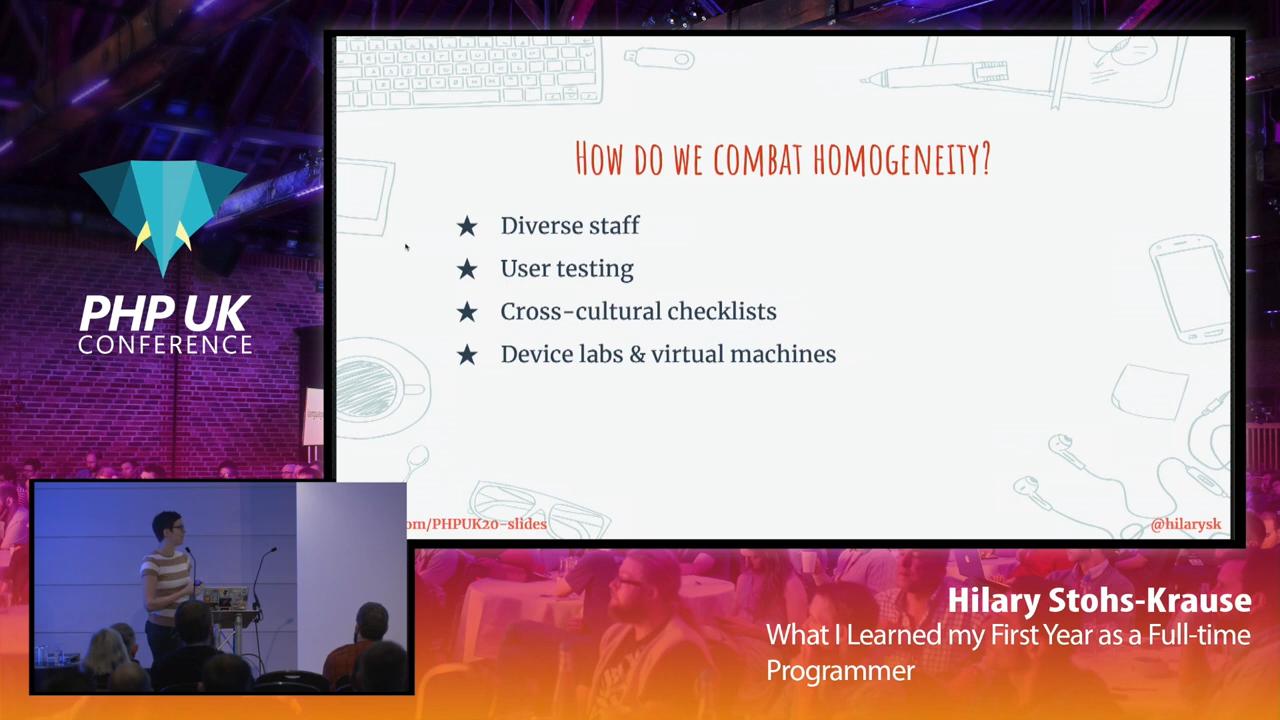 HOW DO WE COMBAT HOMOGENEITY?
★ Diverse staff
★ User testing
★ Cross-cultural checklists
★ Device labs & virtual machines
om/PHPUK20-slides
@hilarysk
PHP UK
CONFERENCE
Hilary Stohs-Krause
What I Learned my First Year as a Full-time
Programmer